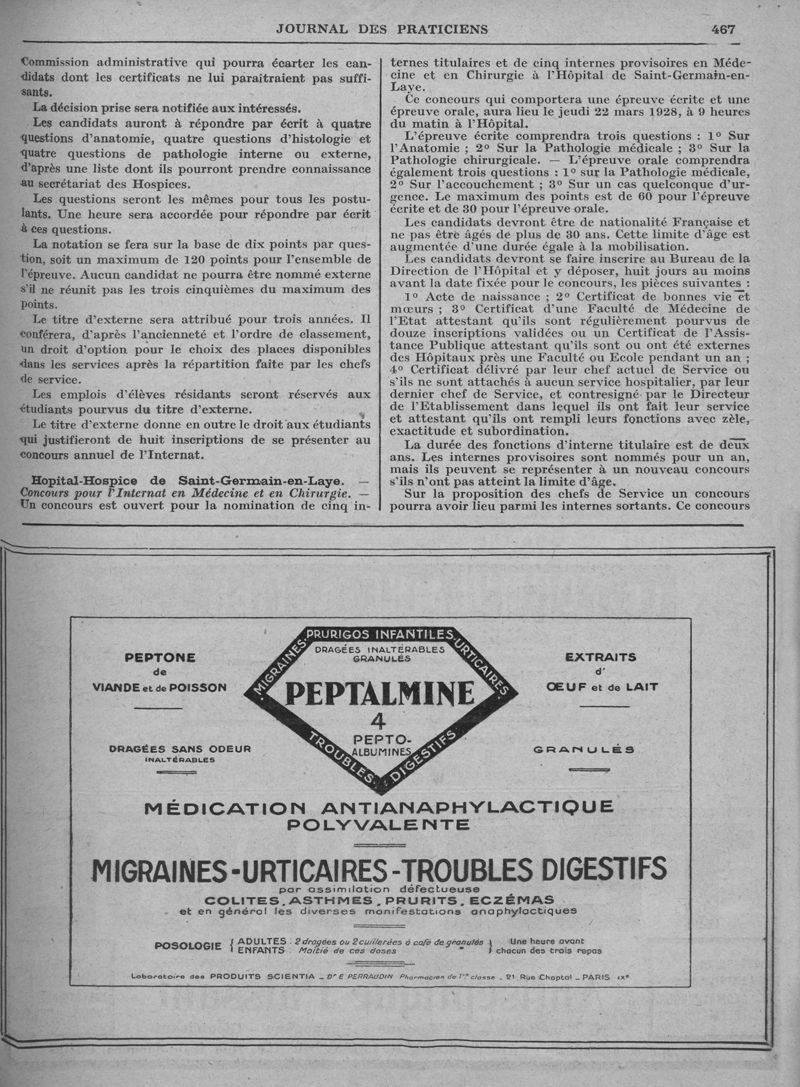 JOURNAL DES PRATICIENS 467
Commission administrative qui pourra écarter les can-
didats dont les certificats ne lui paraîtraient pas suffi-
sants.
La décision prise sera notifiée aux intéressés.
Les candidats auront à répondre par écrit à quatre
questions d'anatomie, quatre questions d'histologie et
quatre questions de pathologie interne ou externe,
d'après une liste dont ils pourront prendre connaissance
au secrétariat des Hospices.
Les questions seront les mêmes pour tous les postu-
lants. Une heure sera accordée pour répondre par écrit
à ces questions.
La notation se fera sur la base de dix points par ques-
tion, soit un maximum de 120 points pour l'ensemble de
l'épreuve. Aucun candidat ne pourra être nommé externe
s'il ne réunit pas les trois cinquièmes du maximum des
points.
Le titre d'externe sera attribué pour trois années. Il
conférera, d'après l'ancienneté et l'ordre de classement,
un droit d'option pour le choix des places disponibles
dans les services après la répartition faite par les chefs
de service.
Les emplois d'élèves résidants seront réservés aux
étudiants pourvus du titre d'externe.
Le titre d'externe donne en outre le droit aux étudiants
qui justifieront de huit inscriptions de se présenter au
concours annuel de l'Internat.
Hopital-Hospice de Saint-Germain-en-Laye. —
Concours pour l'Internat en Médecine et en Chirurgie. —
Un concours est ouvert pour la nomination de cinq in-
ternes titulaires et de cinq internes provisoires en Méde-
cine et en Chirurgie à l'Hôpital de Saint-Germain-en-
Laye.
Ce concours qui comportera une épreuve écrite et une
épreuve orale, aura lieu le jeudi 22 mars 1928, à 9 heures
du matin à l'Hôpital.
L'épreuve écrite comprendra trois questions : 1° Sur
l'Anatomie ; 2° Sur la Pathologie médicale ; 3° Sur la
Pathologie chirurgicale. — L'épreuve orale comprendra
également trois questions : 1° sur la Pathologie médicale,
2° Sur l'accouchement ; 3° Sur un cas quelconque d'ur-
gence. Le maximum des points est de 60 pour l'épreuve
écrite et de 30 pour l'épreuve orale.
Les candidats devront être de nationalité Française et
ne pas être âgés de plus de 30 ans. Cette limite d'âge est
augmentée d'une durée égale à la mobilisation.
Les candidats devront se faire inscrire au Bureau de la
Direction de l'Hôpital et y déposer, huit jours au moins
avant la date fixée pour le concours, les pièces suivantes :
1° Acte de naissance ; 2° Certificat de bonnes vie et
mœurs ; 3° Certificat d'une Faculté de Médecine de
l'Etat attestant qu'ils sont régulièrement pourvus de
douze inscriptions validées ou un Certificat de l'Assis-
tance Publique attestant qu'ils sont ou ont été externes
des Hôpitaux près une Faculté ou Ecole pendant un an ;
4° Certificat délivré par leur chef actuel de Service ou
s'ils ne sont attachés à aucun service hospitalier, par leur
dernier chef de Service, et contresigné par le Directeur
de l'Etablissement dans lequel ils ont fait leur service
et attestant qu'ils ont rempli leurs fonctions avec zèle,
exactitude et subordination.
La durée des fonctions d'interne titulaire est de deux
ans. Les internes provisoires sont nommés pour un an,
mais ils peuvent se représenter à un nouveau concours
s'ils n'ont pas atteint la limite d'âge.
Sur la proposition des chefs de Service un concours
pourra avoir lieu parmi les internes sortants. Ce concours
PEPTONE
de
VIANDE et de POISSON
DRAGÉES SANS ODEUR
INALTÉRABLES
PRURIGOS INFANTILES
MIGRAINES
URTICAIRES
DRAGÉES INALTÉRABLES
GRANULÉS
PEPTALMINE
4
PEPTO-
ALBUMINES
TROUBLES DIGESTIFS
EXTRAITS
d'
ŒUF et de LAIT
GRANULÉS
MÉDICATION ANTIANAPHYLACTIQUE
POLYVALENTE
MIGRAINES-URTICAIRES-TROUBLES DIGESTIFS
par assimilation défectueuse
COLITES, ASTHMES, PRURITS, ECZÉMAS
et en général les diverses manifestations anaphylactiques
POSOLOGIE { ADULTES : 2 dragées ou 2 cuillerées à café de granulés } Une heure avant
{ ENFANTS : Moitié de ces doses " } chacun des trois repas
Laboratoire des PRODUITS SCIENTIA _ Dr E PERRAUDIN Pharmacien de 1re classe _ 21 Rue Chaptal _ PARIS IXe